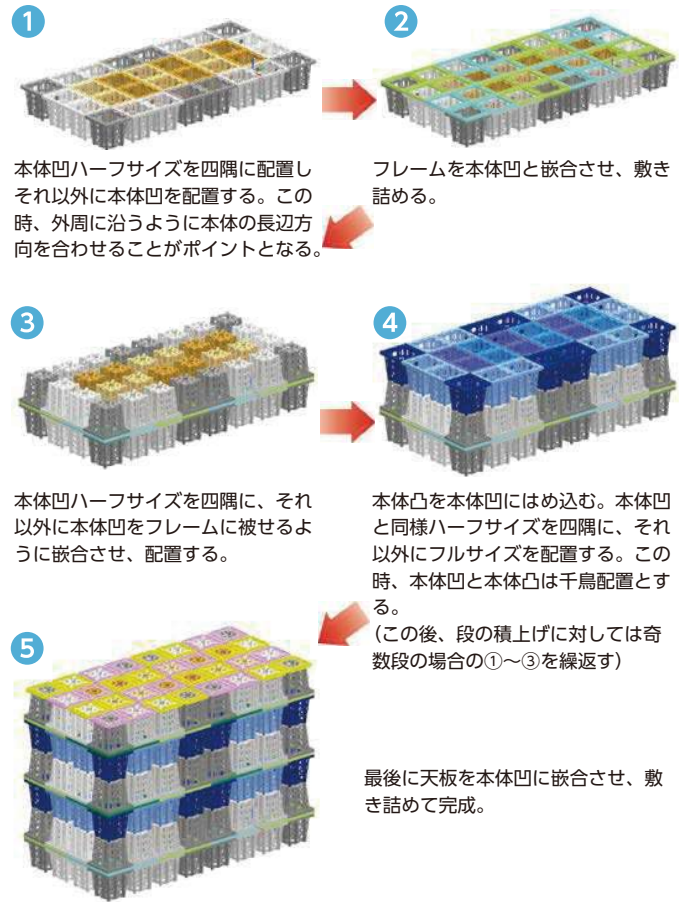 1
本体凹ハーフサイズを四隅に配置し
それ以外に本体凹を配置する。この
時、外周に沿うように本体の長辺方
向を合わせることがポイントとなる。
2
フレームを本体凹と嵌合させ、敷き
詰める。
3
本体凹ハーフサイズを四隅に、それ
以外に本体凹をフレームに被せるよ
うに嵌合させ、配置する。
4
本体凸を本体凹にはめ込む。本体凹
と同様ハーフサイズを四隅に、それ
以外にフルサイズを配置する。この
時、本体凹と本体凸は千鳥配置とす
る。
(この後、段の積上げに対しては奇
数段の場合の①〜③を繰返す)
5
最後に天板を本体凹に嵌合させ、敷
き詰めて完成。